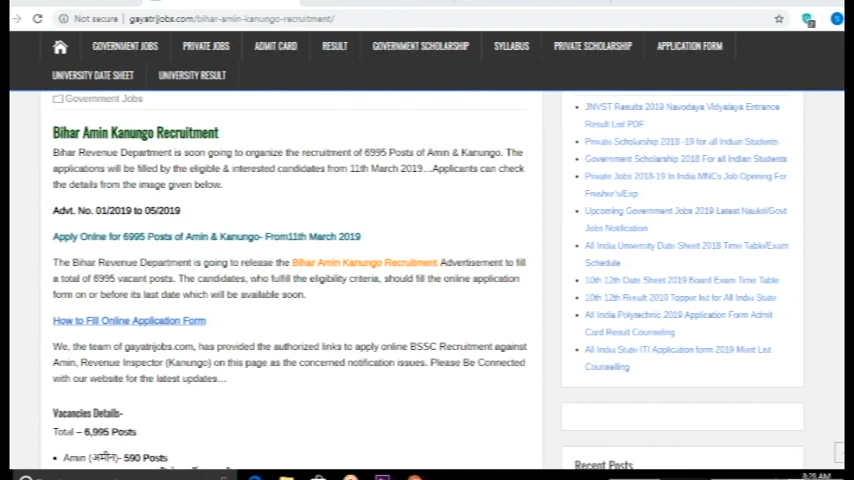 Not secure | gayatrijobs.com/bihar-amin-kanungo-recruitment/
GOVERNMENT JOBS PRIVATE JOBS ADMIT CARD RESULT GOVERNMENT SCHOLARSHIP SYLLABUS PRIVATE SCHOLARSHIP APPLICATION FORM
UNIVERSITY DATE SHEET UNIVERSITY RESULT
Government Jobs
Bihar Amin Kanungo Recruitment
Bihar Revenue Department is soon going to organize the recruitment of 6995 Posts of Amin & Kanungo. The
applications will be filled by the eligible & interested candidates from 11th March 2019…Applicants can check
the details from the image given below.
Advt. No. 01/2019 to 05/2019
Apply Online for 6995 Posts of Amin & Kanungo- From11th March 2019
The Bihar Revenue Department is going to release the Bihar Amin Kanungo Recruitment Advertisement to fill
a total of 6995 vacant posts. The candidates, who fulfill the eligibility criteria, should fill the online application
form on or before its last date which will be available soon.
How to Fill Online Application Form
We, the team of gayatrijobs.com, has provided the authorized links to apply online BSSC Recruitment against
Amin, Revenue Inspector (Kanungo) on this page as the concerned notification issues. Please Be Connected
with our website for the latest updates…
Vacancies Details-
Total – 6,995 Posts
• Amin (अमीन)- 590 Posts
• JNVST Results 2019 Navodaya Vidyalaya Entrance
Result List PDF
• Private Scholarship 2018 -19 for all Indian Students
• Government Scholarship 2018 For all Indian Students
• Private Jobs 2018-19 In India MNCs Job Opening For
Fresher's/Exp
• Upcoming Government Jobs 2019 Latest Naukri/Govt
Jobs Notification
• All India University Date Sheet 2018 Time Table/Exam
Schedule
• 10th 12th Date Sheet 2019 Board Exam Time Table
• 10th 12th Result 2019 Topper list for All India State
• All India Polytechnic 2019 Application Form Admit
Card Result Counseling
• All India State ITI Application form 2019 Merit List
Counselling
Recent Posts
8:25 AM